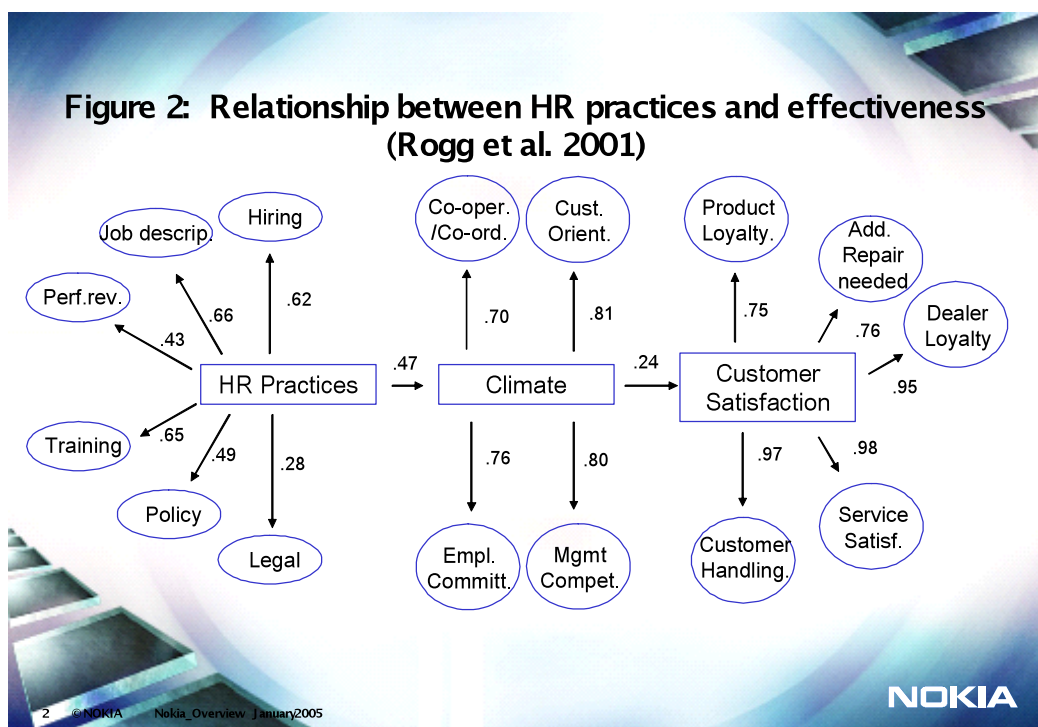 Figure 2: Relationship between HR practices and effectiveness
(Rogg et al. 2001)
Hiring
Job descrip.
Perf.rev.
.62
.66
.43
HR Practices
.47
Training
.65
.49
.28
Policy
Legal
Co-oper.
/Co-ord.
Cust.
Orient.
.70
.81
Climate
.24
.76
.80
Empl.
Committ.
Mgmt
Compet.
Product
Loyalty.
Add.
Repair
needed
Dealer
Loyalty
.75
.76
.95
Customer
Satisfaction
.97
.98
Customer
Handling.
Service
Satisf.
2 © NOKIA Nokia_Overview January2005
NOKIA